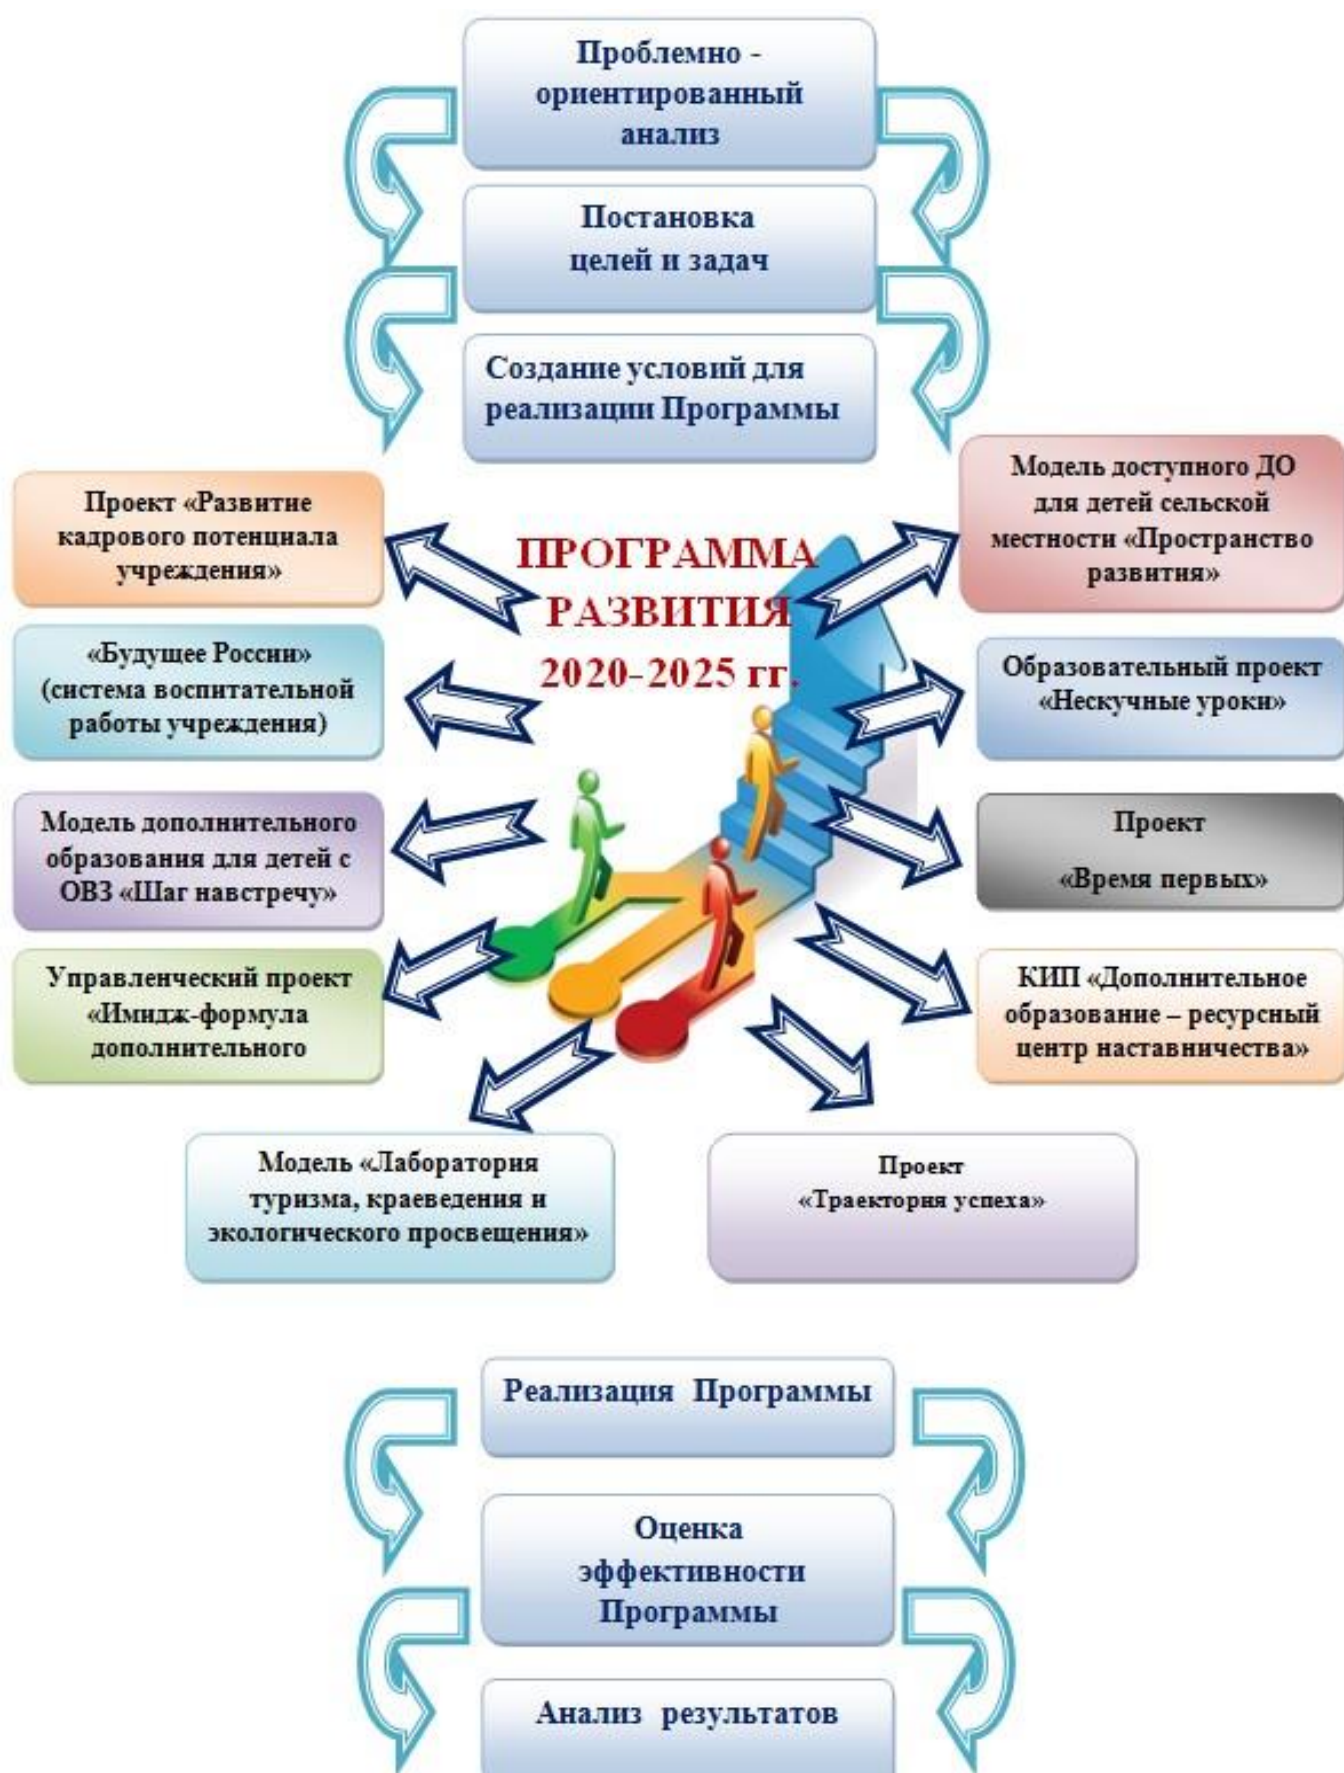 Проблемно -
ориентированный
анализ
Постановка
целей и задач
Создание условий для
реализации Программы
Проект «Развитие
кадрового потенциала
учреждения»
«Будущее России»
(система воспитательной
работы учреждения)
Модель дополнительного
образования для детей с
ОВЗ «Шаг навстречу»
Управленческий проект
«Имидж-формула
дополнительного
ПРОГРАММА
РАЗВИТИЯ
2020-2025 гг.
Модель доступного ДО
для детей сельской
местности «Пространство
развития»
Образовательный проект
«Нескучные уроки»
Проект
«Время первых»
КИП «Дополнительное
образование – ресурсный
центр наставничества»
Модель «Лаборатория
туризма, краеведения и
экологического просвещения»
Проект
«Траектория успеха»
Реализация Программы
Оценка
эффективности
Программы
Анализ результатов